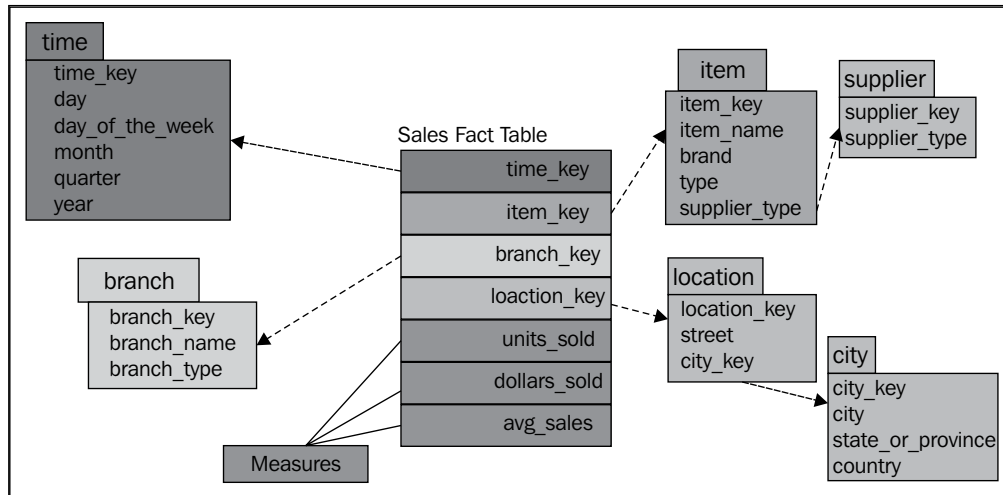 time
time_key
day
day_of_the_week
month
quarter
year
branch
branch_key
branch_name
branch_type
Sales Fact Table
time_key
item_key
branch_key
loaction_key
units_sold
dollars_sold
avg_sales
Measures
item
item_key
item_name
brand
type
supplier_type
supplier
supplier_key
supplier_type
location
location_key
street
city_key
city
city_key
city
state_or_province
country